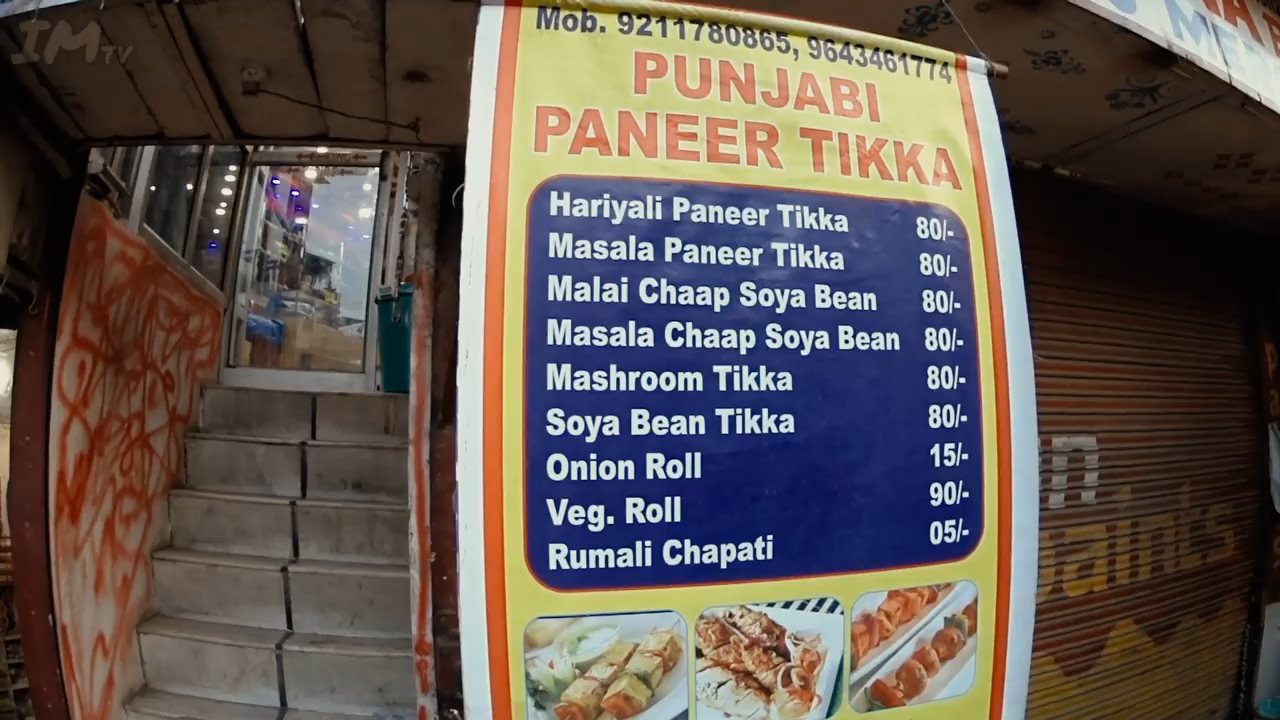 IM TV
Mob. 9211780865, 9643461774
PUNJABI
PANEER TIKKA
Hariyali Paneer Tikka 80/-
Masala Paneer Tikka 80/-
Malai Chaap Soya Bean 80/-
Masala Chaap Soya Bean 80/-
Mashroom Tikka 80/-
Soya Bean Tikka 80/-
Onion Roll 15/-
Veg. Roll 90/-
Rumali Chapati 05/-